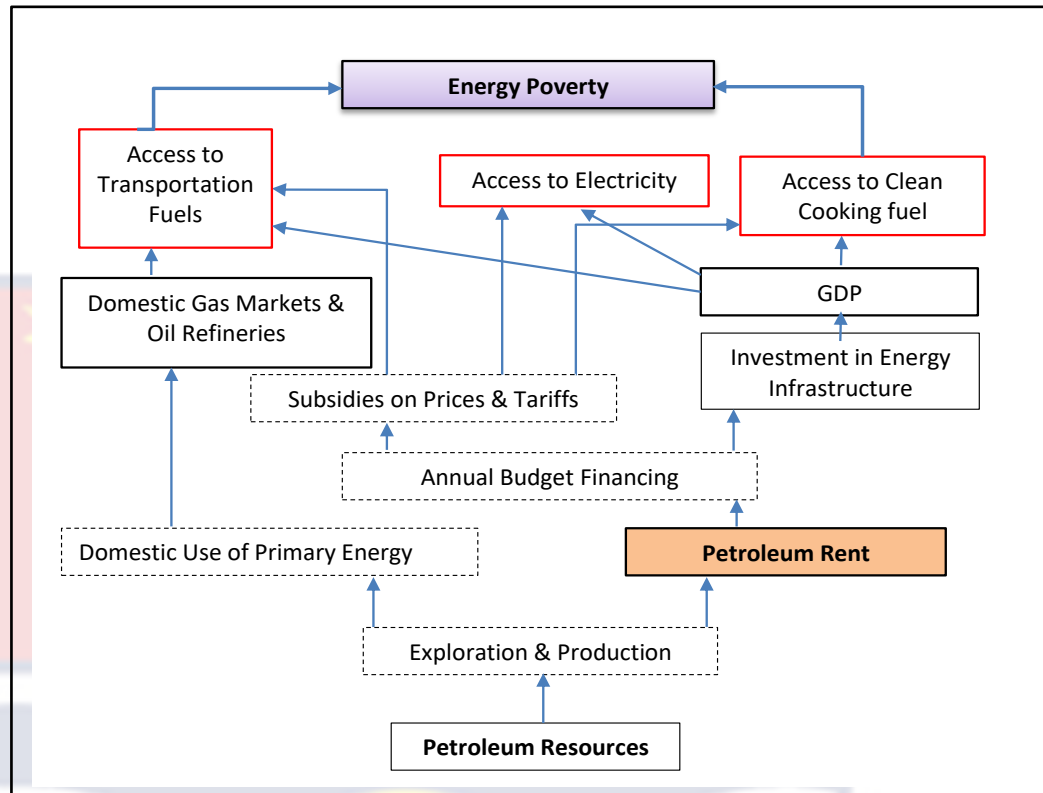 Energy Poverty
Access to
Transportation
Fuels
Access to Electricity
Access to Clean
Cooking fuel
Domestic Gas Markets &
Oil Refineries
GDP
Investment in Energy
Infrastructure
Subsidies on Prices & Tariffs
Annual Budget Financing
Domestic Use of Primary Energy
Petroleum Rent
Exploration & Production
Petroleum Resources